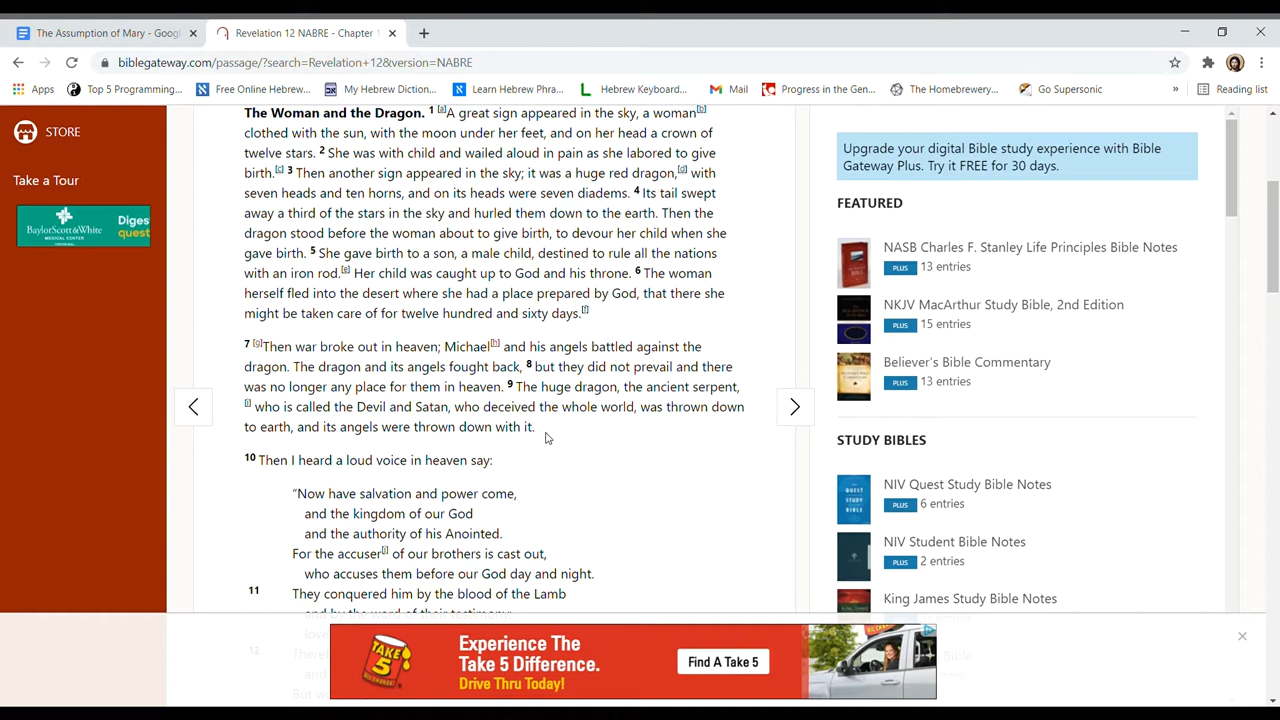 The Assumption of Mary - Goog
Revelation 12 NABRE - Chapter 1
biblegateway.com/passage/?search=Revelation+12&version=NABRE
Apps
Top 5 Programming...
Free Online Hebrew...
My Hebrew Diction...
Learn Hebrew Phra...
Hebrew Keyboard...
Mail
Progress in the Gen...
The Homebrewery...
Go Supersonic
»
Reading list
STORE
Take a Tour
BaylorScott&White
MEDICAL CENTER
Digest
quest
The Woman and the Dragon. 1 [a]A great sign appeared in the sky, a woman[b]
clothed with the sun, with the moon under her feet, and on her head a crown of
twelve stars. 2 She was with child and wailed aloud in pain as she labored to give
birth.[c] 3 Then another sign appeared in the sky; it was a huge red dragon,[d] with
seven heads and ten horns, and on its heads were seven diadems. 4 Its tail swept
away a third of the stars in the sky and hurled them down to the earth. Then the
dragon stood before the woman about to give birth, to devour her child when she
gave birth. 5 She gave birth to a son, a male child, destined to rule all the nations
with an iron rod.[e] Her child was caught up to God and his throne. 6 The woman
herself fled into the desert where she had a place prepared by God, that there she
might be taken care of for twelve hundred and sixty days.[f]
7 [g]Then war broke out in heaven; Michael[h] and his angels battled against the
dragon. The dragon and its angels fought back, 8 but they did not prevail and there
was no longer any place for them in heaven. 9 The huge dragon, the ancient serpent,
[i] who is called the Devil and Satan, who deceived the whole world, was thrown down
to earth, and its angels were thrown down with it.
10 Then I heard a loud voice in heaven say:
“Now have salvation and power come,
and the kingdom of our God
and the authority of his Anointed.
For the accuser[j] of our brothers is cast out,
who accuses them before our God day and night.
11 They conquered him by the blood of the Lamb
and by the word of their testimony;
12
Upgrade your digital Bible study experience with Bible
Gateway Plus. Try it FREE for 30 days.
FEATURED
NASB Charles F. Stanley Life Principles Bible Notes
PLUS 13 entries
NKJV MacArthur Study Bible, 2nd Edition
PLUS 15 entries
Believer's Bible Commentary
PLUS 13 entries
STUDY BIBLES
NIV Quest Study Bible Notes
PLUS 6 entries
NIV Student Bible Notes
PLUS 2 entries
King James Study Bible Notes
TAKE
5
Experience The
Take 5 Difference.
Drive Thru Today!
Find A Take 5